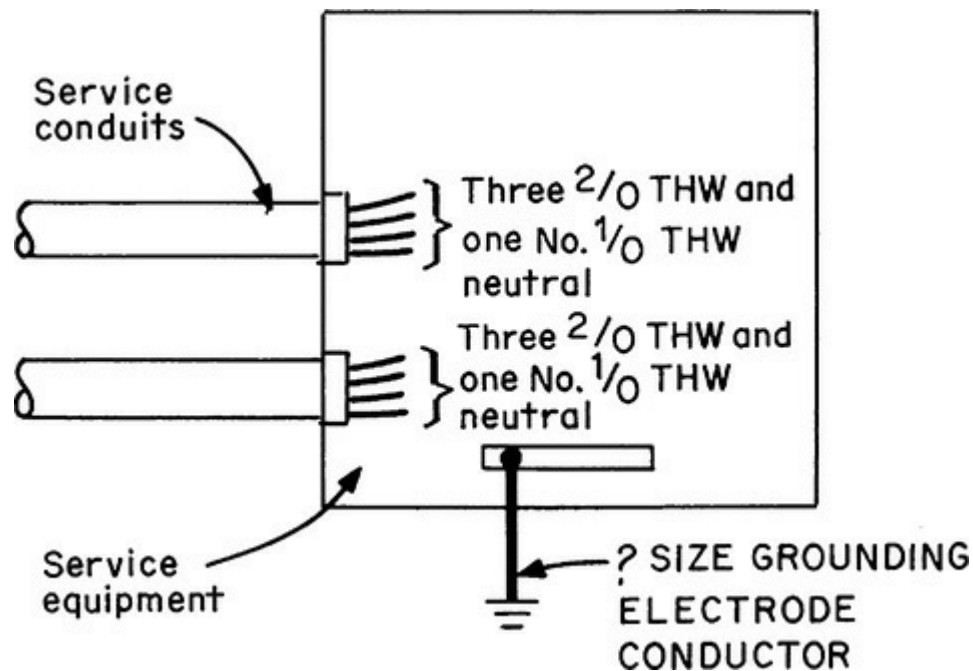 Service
conduits
Three 2/0 THW and
one No. 1/0 THW
neutral
Three 2/0 THW and
one No. 1/0 THW
neutral
Service
equipment
? SIZE GROUNDING
ELECTRODE
CONDUCTOR